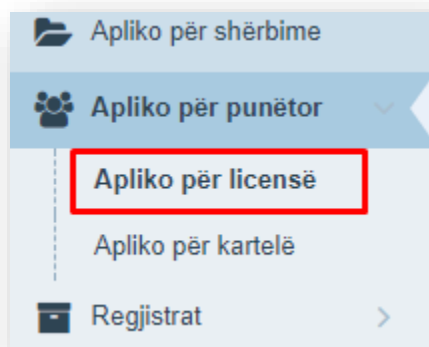 Apliko për shërbime
Apliko për punëtor
Apliko për licensë
Apliko për kartelë
Regjistrat